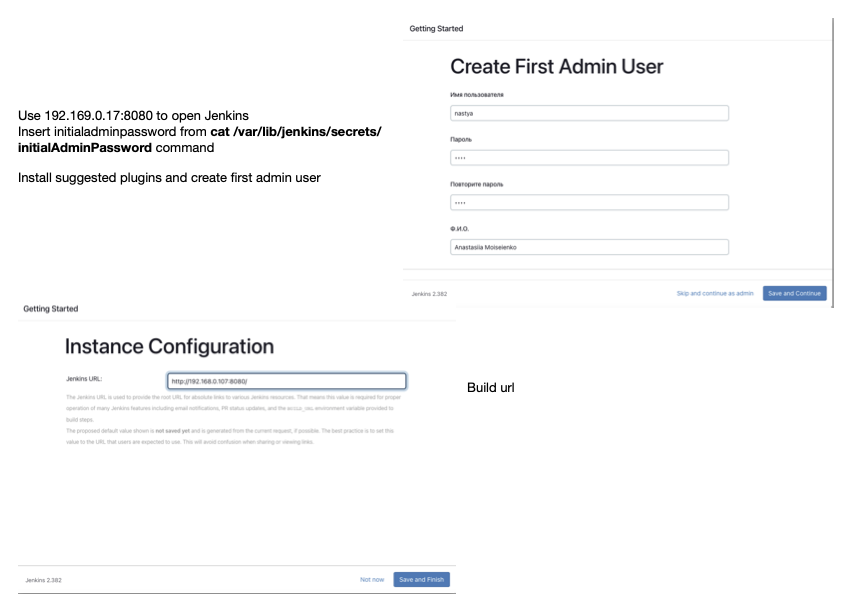 Getting Started
Create First Admin User
Имя пользователя
nastya
Пароль
••••
Повторите пароль
••••
Ф.И.О.
Anastasiia Moiseienko
Jenkins 2.382
Skip and continue as admin
Save and Continue
Use 192.169.0.17:8080 to open Jenkins
Insert initialadminpassword from cat /var/lib/jenkins/secrets/
initialAdminPassword command
Install suggested plugins and create first admin user
Getting Started
Instance Configuration
Jenkins URL:
http://192.168.0.107:8080/
The Jenkins URL is used to provide the root URL for absolute links to various Jenkins resources. That means this value is required for proper
operation of many Jenkins features including email notifications, PR status updates, and the BUILD_URL environment variable provided to
build steps.
The proposed default value shown is not saved yet and is generated from the current request, if possible. The best practice is to set this
value to the URL that users are expected to use. This will avoid confusion when sharing or viewing links.
Jenkins 2.382
Not now
Save and Finish
Build url